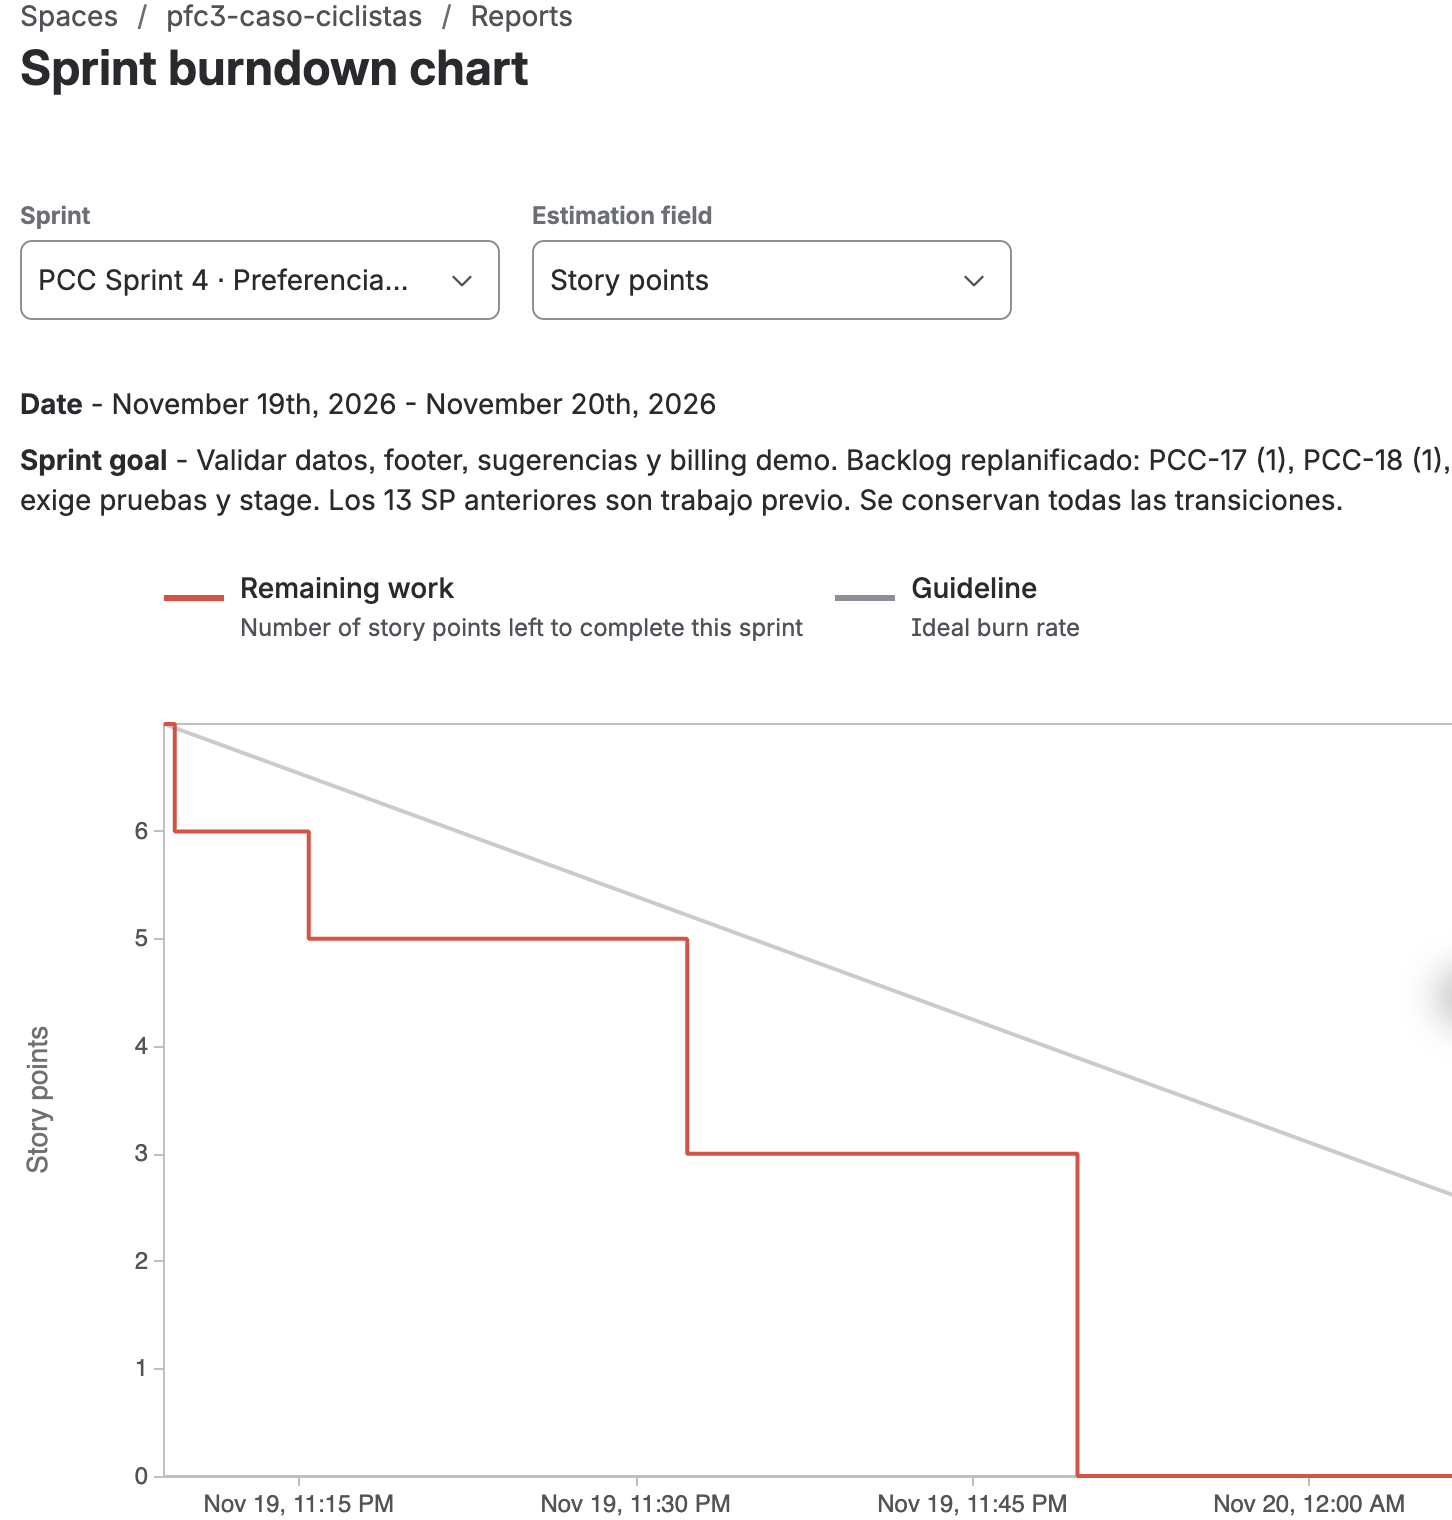 Spaces / pfc3-caso-ciclistas / Reports
Sprint burndown chart
Sprint
Estimation field
PCC Sprint 4 · Preferencia...
Story points
Date - November 19th, 2026 - November 20th, 2026
Sprint goal - Validar datos, footer, sugerencias y billing demo. Backlog replanificado: PCC-17 (1), PCC-18 (1),
exige pruebas y stage. Los 13 SP anteriores son trabajo previo. Se conservan todas las transiciones.
Remaining work
Number of story points left to complete this sprint
Guideline
Ideal burn rate
Story points
6
5
4
3
2
1
0
Nov 19, 11:15 PM
Nov 19, 11:30 PM
Nov 19, 11:45 PM
Nov 20, 12:00 AM